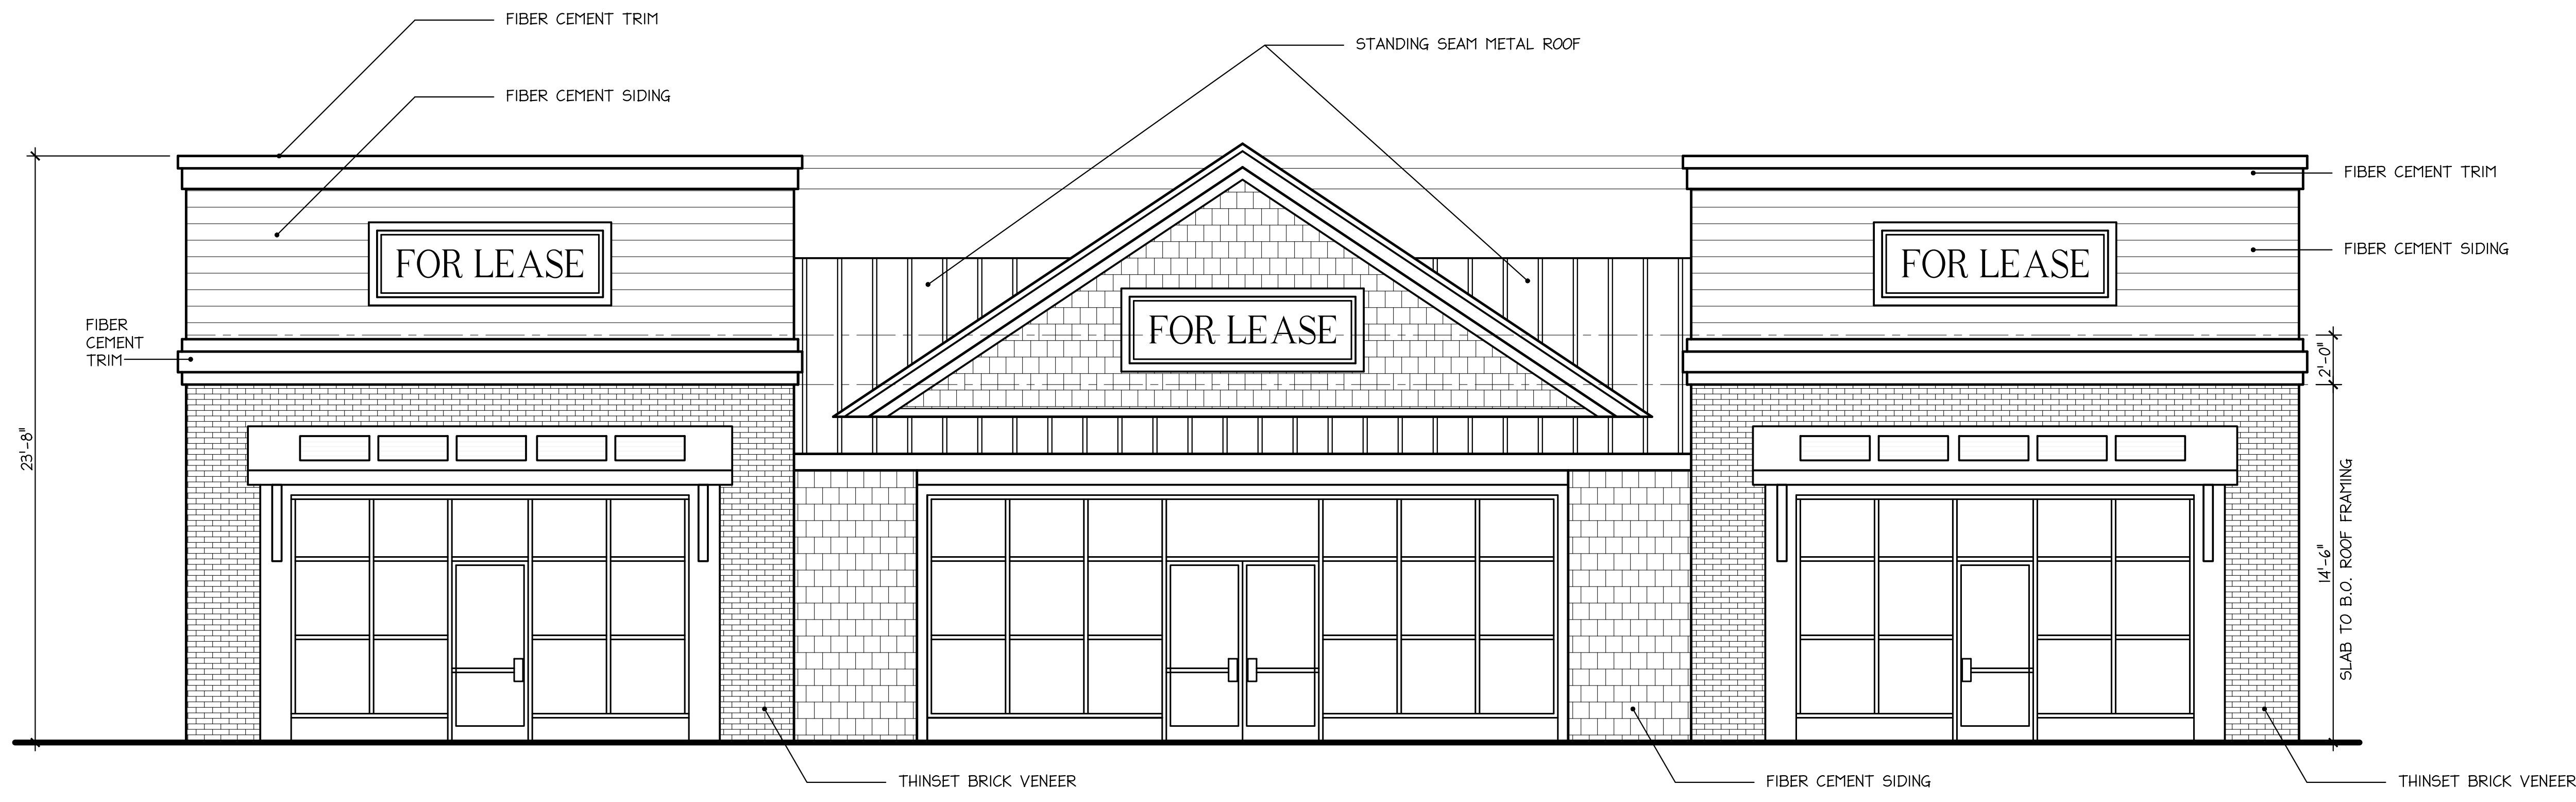 FIBER CEMENT TRIM
STANDING SEAM METAL ROOF
FIBER CEMENT SIDING
FIBER CEMENT TRIM
FOR LEASE
FOR LEASE
FIBER CEMENT SIDING
FOR LEASE
FIBER
CEMENT
TRIM
2'-0"
23'-8"
14'-6"
SLAB TO B.O. ROOF FRAMING
THINSET BRICK VENEER
FIBER CEMENT SIDING
THINSET BRICK VENEER